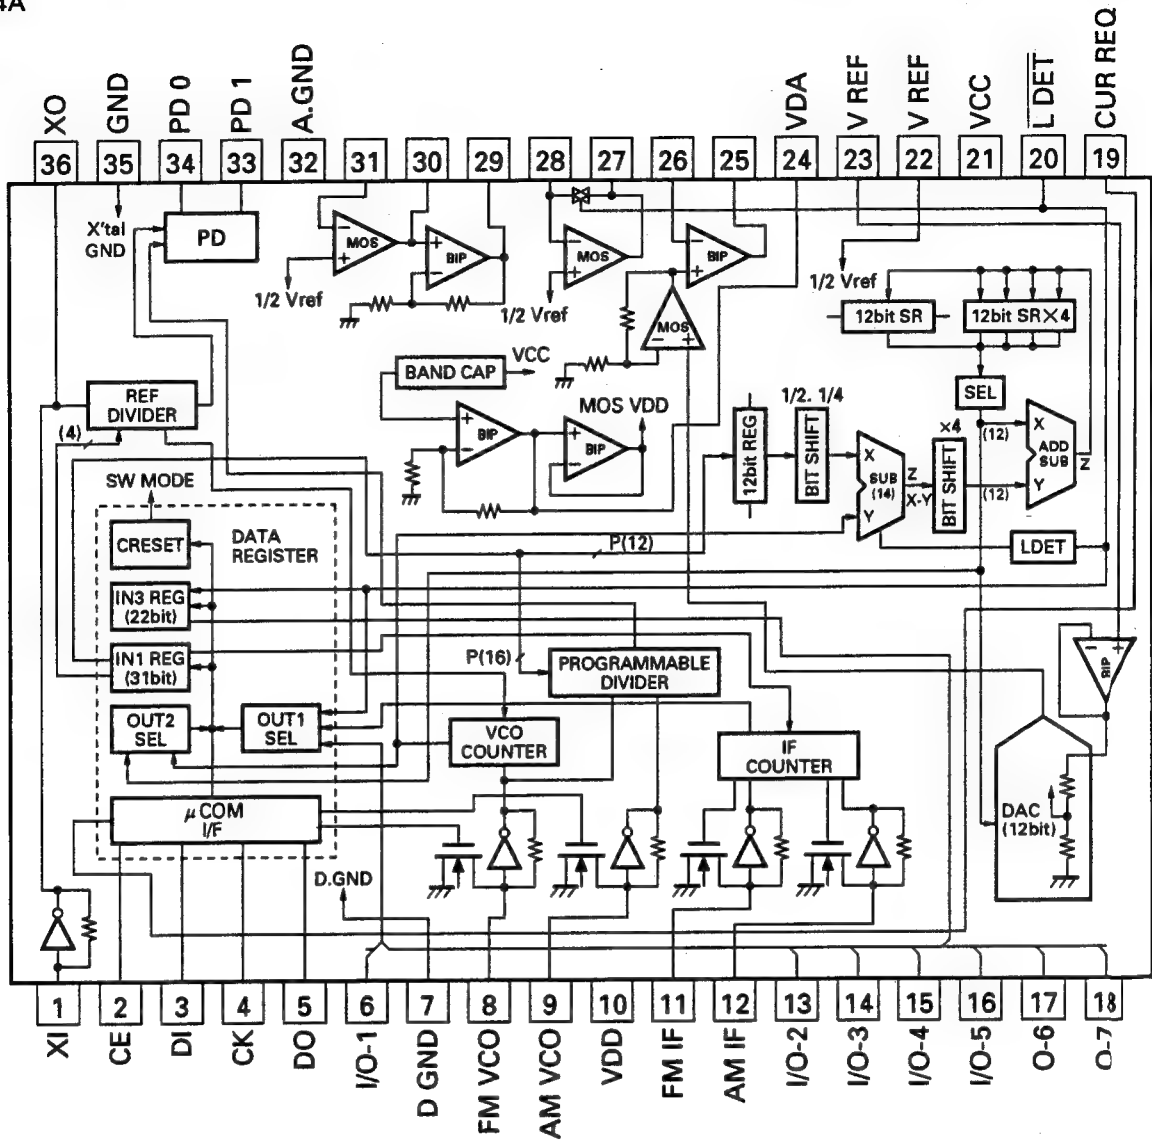 4A
XO
GND
PD 0
PD 1
A.GND
VDA
V REF
V REF
VCC
L DET
CUR REQ
36
35
34
33
32
31
30
29
28
27
26
25
24
23
22
21
20
19
X'tal
GND
PD
MOS
BIP
1/2 Vref
MOS
1/2 Vref
BIP
MOS
1/2 Vref
12bit SR
12bit SR×4
SEL
BAND CAP
VCC
BIP
BIP
MOS VDD
12bit REG
1/2. 1/4
BIT SHIFT
X
SUB
(14)
Y
Z
X-Y
×4
BIT SHIFT
(12)
(12)
X
ADD
SUB
Y
Z
LDET
REF
DIVIDER
(4)
SW MODE
CRESET
DATA
REGISTER
IN3 REG
(22bit)
IN1 REG
(31bit)
OUT2
SEL
OUT1
SEL
μCOM
I/F
P(12)
P(16)
PROGRAMMABLE
DIVIDER
VCO
COUNTER
IF
COUNTER
BIP
DAC
(12bit)
D.GND
1
2
3
4
5
6
7
8
9
10
11
12
13
14
15
16
17
18
XI
CE
DI
CK
DO
I/O-1
D GND
FM VCO
AM VCO
VDD
FM IF
AM IF
I/O-2
I/O-3
I/O-4
I/O-5
O-6
O-7